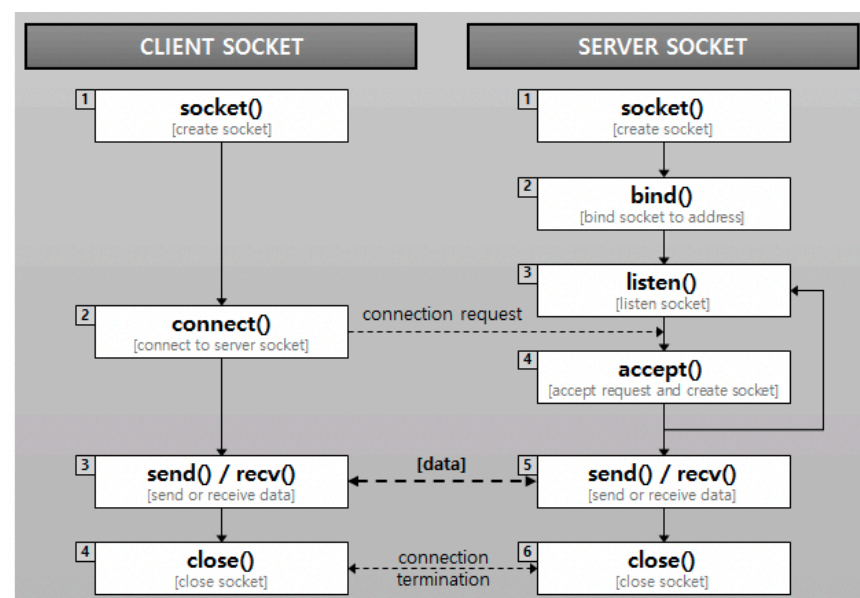 CLIENT SOCKET
SERVER SOCKET
1
socket()
[create socket]
1
socket()
[create socket]
2
bind()
[bind socket to address]
3
listen()
[listen socket]
2
connect()
[connect to server socket]
connection request
4
accept()
[accept request and create socket]
3
send() / recv()
[send or receive data]
[data]
5
send() / recv()
[send or receive data]
4
close()
[close socket]
connection
termination
6
close()
[close socket]